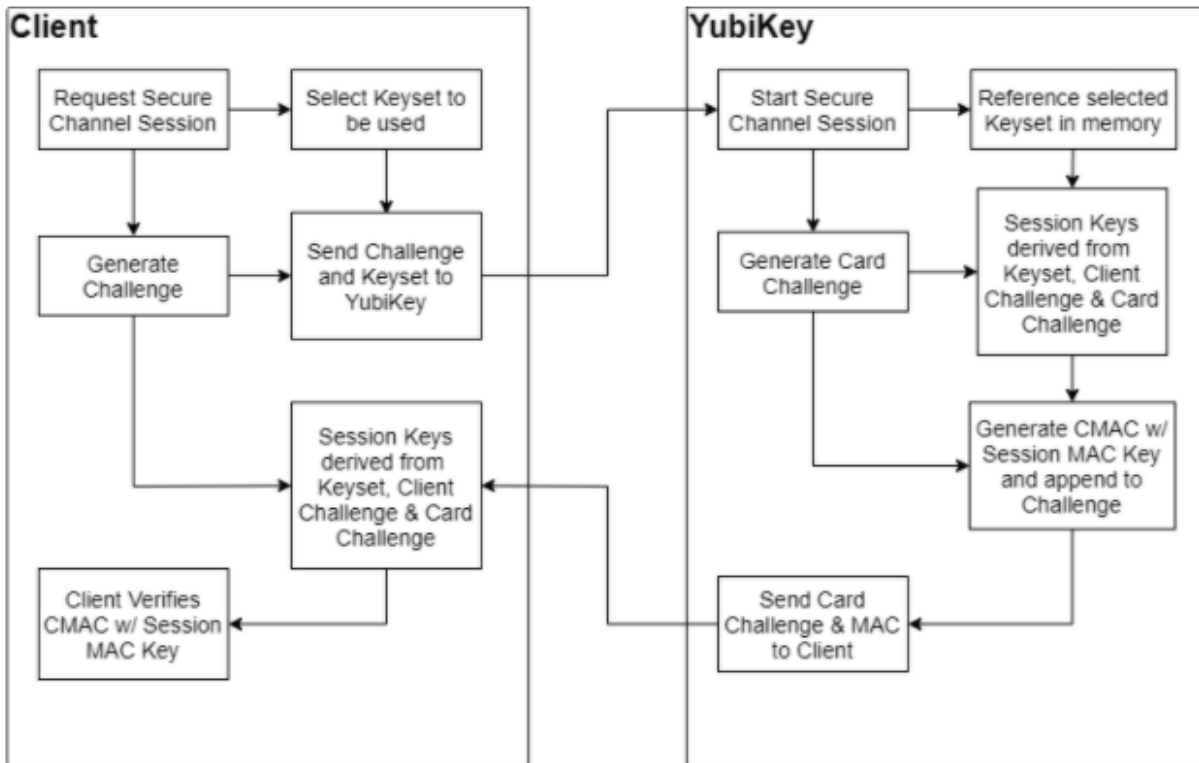 Client
Request Secure
Channel Session
Select Keyset to
be used
Generate
Challenge
Send Challenge
and Keyset to
YubiKey
Session Keys
derived from
Keyset, Client
Challenge & Card
Challenge
Client Verifies
CMAC w/ Session
MAC Key
YubiKey
Start Secure
Channel Session
Reference selected
Keyset in memory
Generate Card
Challenge
Session Keys
derived from
Keyset, Client
Challenge & Card
Challenge
Generate CMAC w/
Session MAC Key
and append to
Challenge
Send Card
Challenge & MAC
to Client